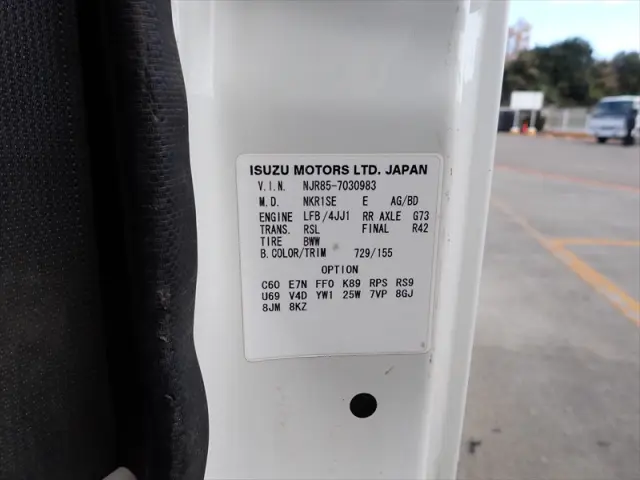 ISUZU MOTORS LTD. JAPAN
V.I.N. NJR85-7030983
M.D. NKR1SE E AG/BD
ENGINE LFB/4JJ1 RR AXLE G73
TRANS. RSL FINAL R42
TIRE BWW
B.COLOR/TRIM 729/155
OPTION
C60 E7N FF0 K89 RPS RS9
U69 V4D YW1 25W 7VP 8GJ
8JM 8KZ